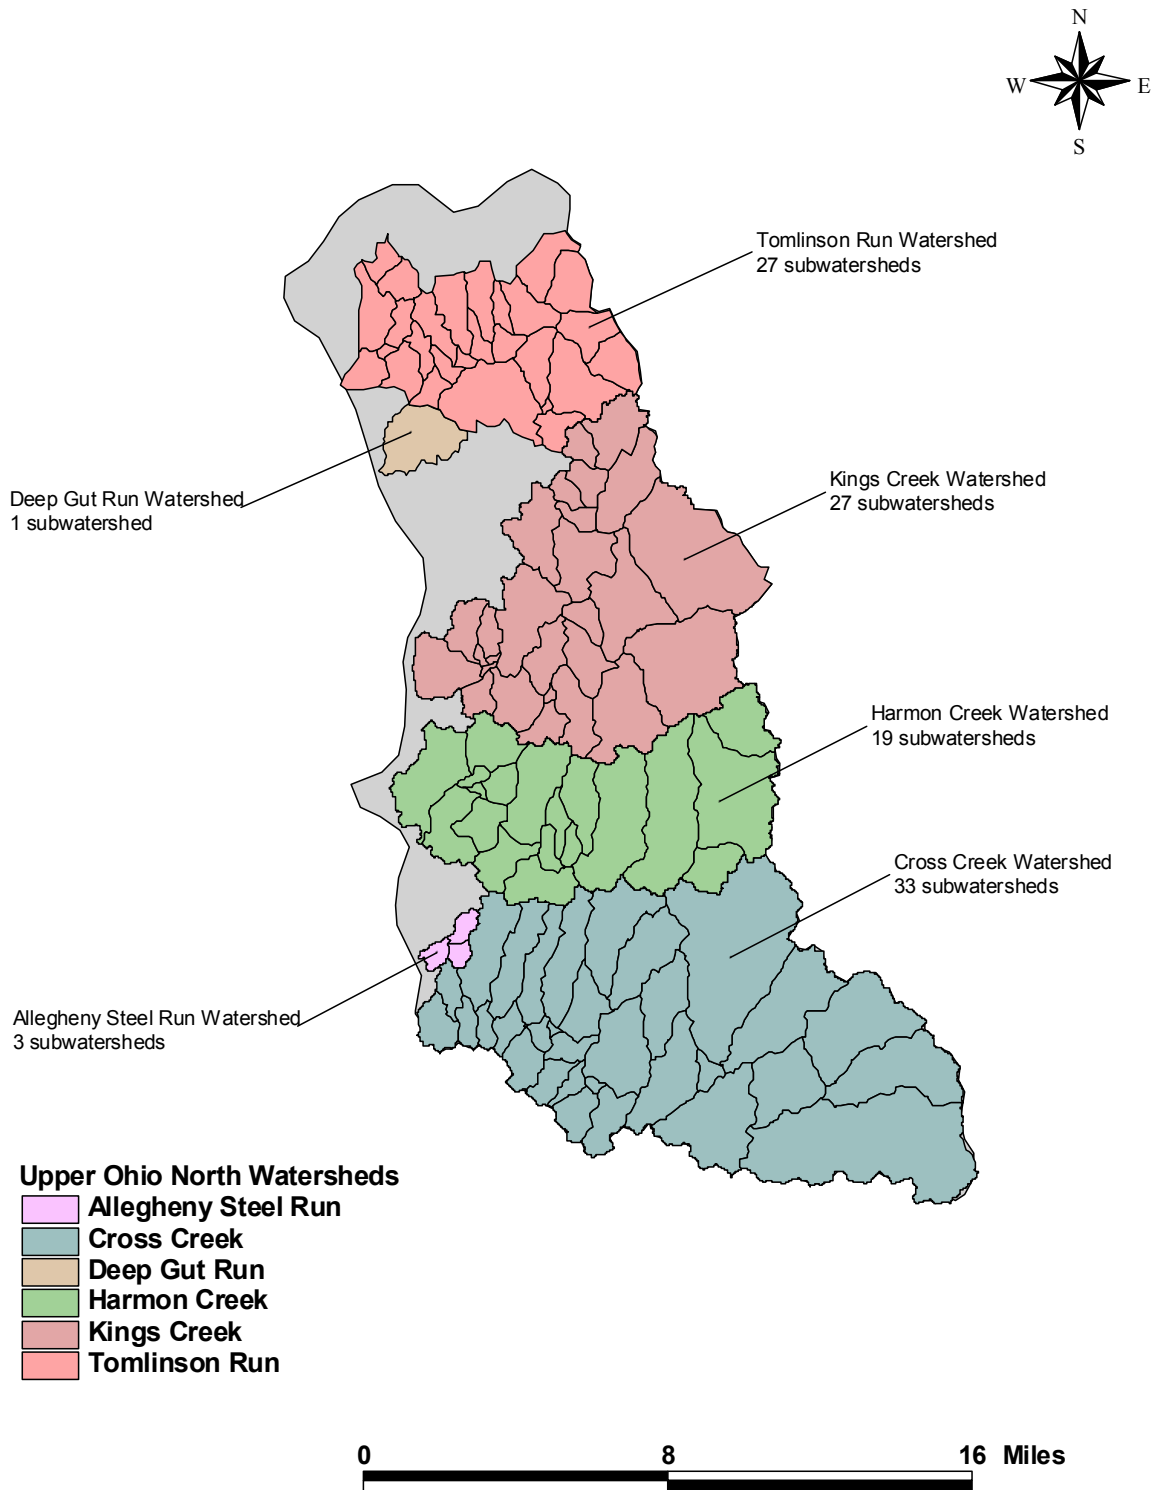 N
W
E
S
Tomlinson Run Watershed
27 subwatersheds
Kings Creek Watershed
27 subwatersheds
Deep Gut Run Watershed
1 subwatershed
Harmon Creek Watershed
19 subwatersheds
Cross Creek Watershed
33 subwatersheds
Allegheny Steel Run Watershed
3 subwatersheds
Upper Ohio North Watersheds
Allegheny Steel Run
Cross Creek
Deep Gut Run
Harmon Creek
Kings Creek
Tomlinson Run
0 8 16 Miles